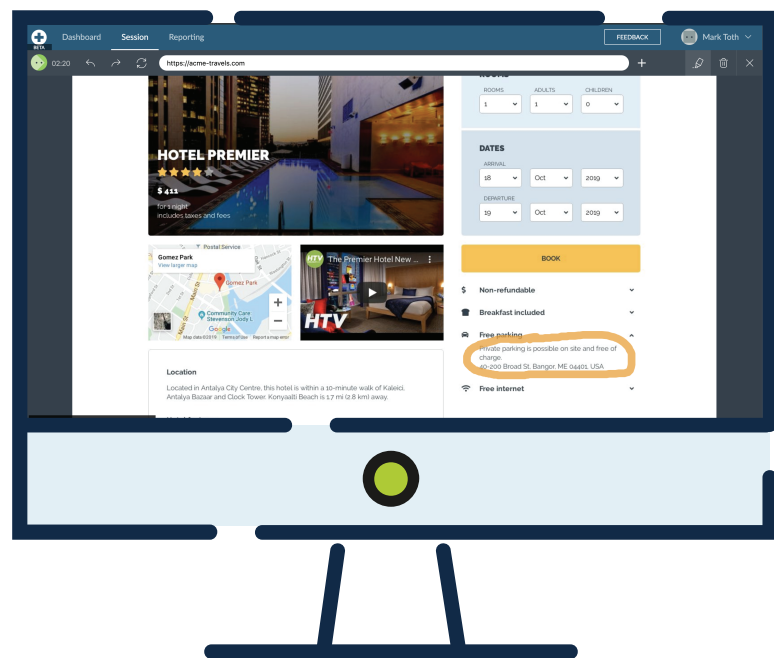 Dashboard
Session
Reporting
FEEDBACK
Mark Toth
BETA
02:20
https://acme-travels.com
HOTEL PREMIER
$ 411
for 1 night
includes taxes and fees
ROOMS
ADULTS
CHILDREN
1
1
0
DATES
ARRIVAL
18
Oct
2019
DEPARTURE
19
Oct
2019
BOOK
Postal Service
Gomez Park
View larger map
Gomez Park
Main St
Main St
Community Care
Stevenson Jody L
Google
Map data ©2019
Terms of Use
Report a map error
HTV
The Premier Hotel New ...
HTV
$ Non-refundable
Breakfast included
Free parking
Private parking is possible on site and free of
charge.
40-200 Broad St, Bangor, ME 04401, USA
Free internet
Location
Located in Antalya City Centre, this hotel is within a 10-minute walk of Kaleici,
Antalya Bazaar and Clock Tower. Konyaalti Beach is 1.7 mi (2.8 km) away.